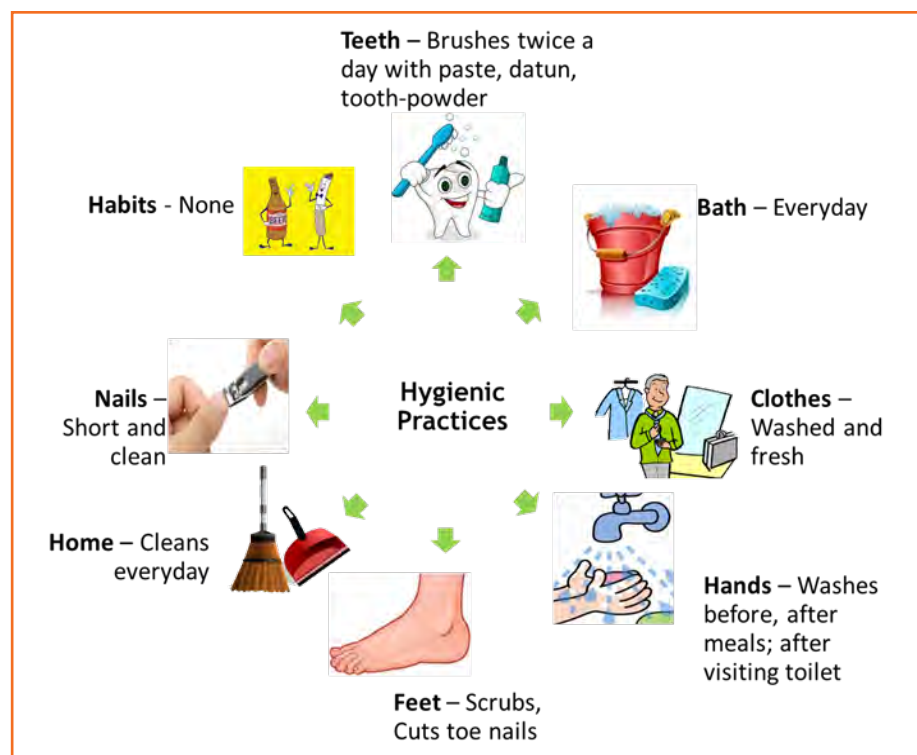 Teeth – Brushes twice a
day with paste, datun,
tooth-powder
Habits - None
BEER
Bath – Everyday
Nails –
Short and
clean
Hygienic
Practices
Clothes –
Washed and
fresh
Home – Cleans
everyday
Hands – Washes
before, after
meals; after
visiting toilet
Feet – Scrubs,
Cuts toe nails